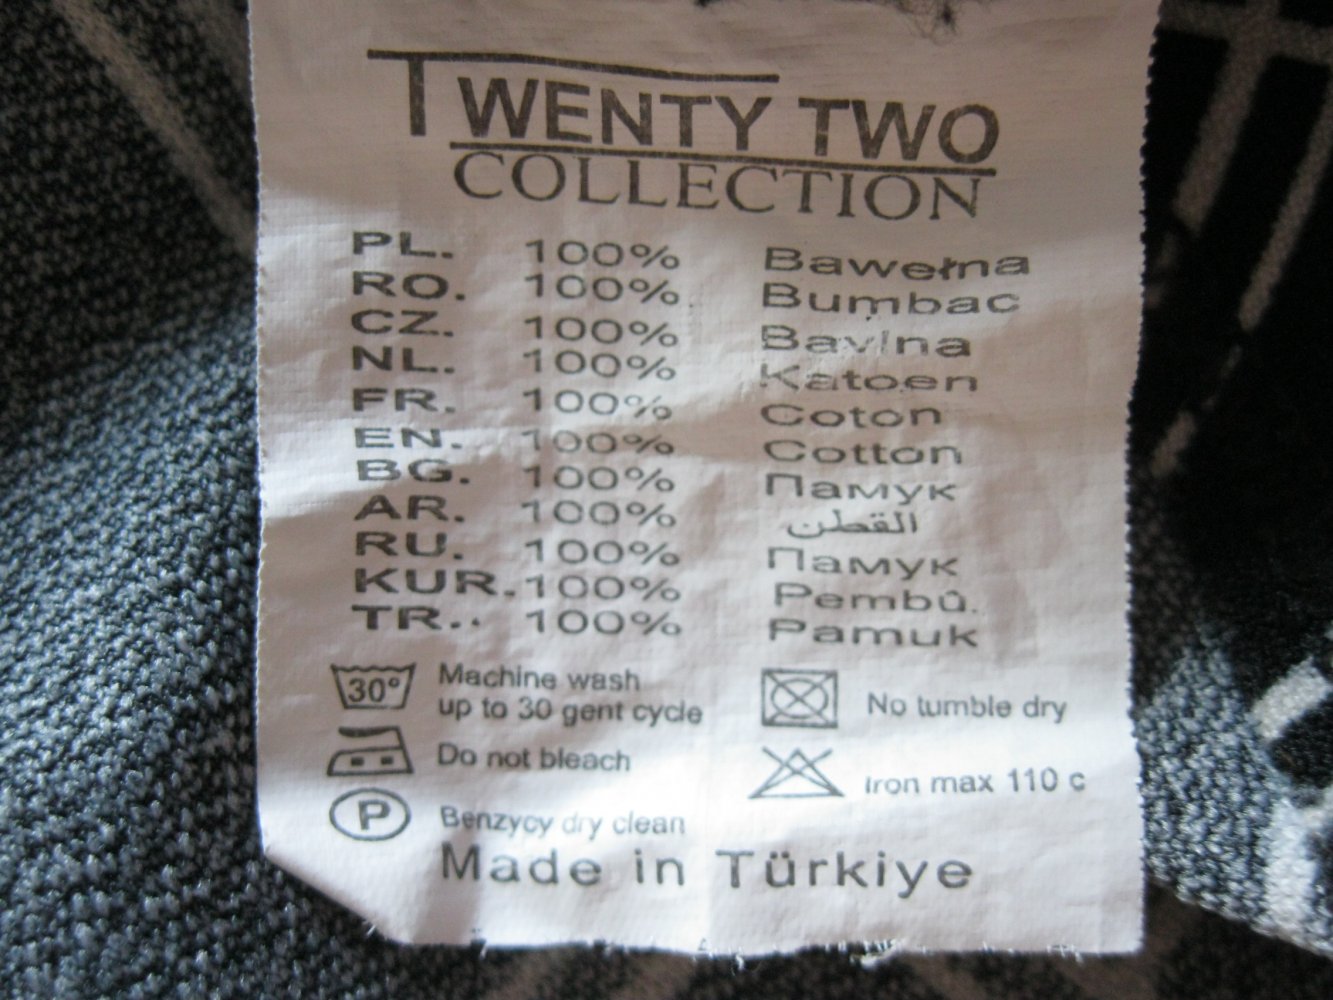 TWENTY TWO
COLLECTION
PL. 100% Bawełna
RO. 100% Bumbac
CZ. 100% Bavlna
NL. 100% Katoen
FR. 100% Coton
EN. 100% Cotton
BG. 100% Памук
AR. 100% القطن
RU. 100% Памук
KUR. 100% Pembû.
TR.. 100% Pamuk
30° Machine wash
up to 30 gent cycle
No tumble dry
Do not bleach
Iron max 110 c
P Benzycy dry clean
Made in Türkiye